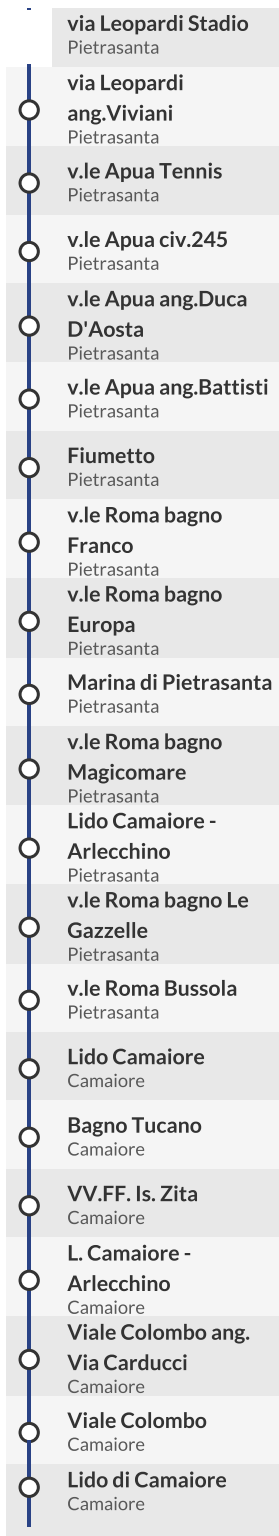 via Leopardi Stadio
Pietrasanta
via Leopardi
ang.Viviani
Pietrasanta
v.le Apua Tennis
Pietrasanta
v.le Apua civ.245
Pietrasanta
v.le Apua ang.Duca
D'Aosta
Pietrasanta
v.le Apua ang.Battisti
Pietrasanta
Fiumetto
Pietrasanta
v.le Roma bagno
Franco
Pietrasanta
v.le Roma bagno
Europa
Pietrasanta
Marina di Pietrasanta
Pietrasanta
v.le Roma bagno
Magicomare
Pietrasanta
Lido Camaiore -
Arlecchino
Pietrasanta
v.le Roma bagno Le
Gazzelle
Pietrasanta
v.le Roma Bussola
Pietrasanta
Lido Camaiore
Camaiore
Bagno Tucano
Camaiore
VV.FF. Is. Zita
Camaiore
L. Camaiore -
Arlecchino
Camaiore
Viale Colombo ang.
Via Carducci
Camaiore
Viale Colombo
Camaiore
Lido di Camaiore
Camaiore